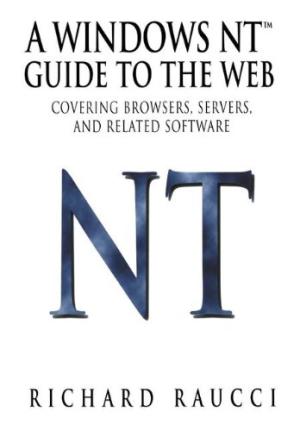 A WINDOWS NT™
GUIDE TO THE WEB
COVERING BROWSERS, SERVERS,
AND RELATED SOFTWARE
NT
RICHARD RAUCCI